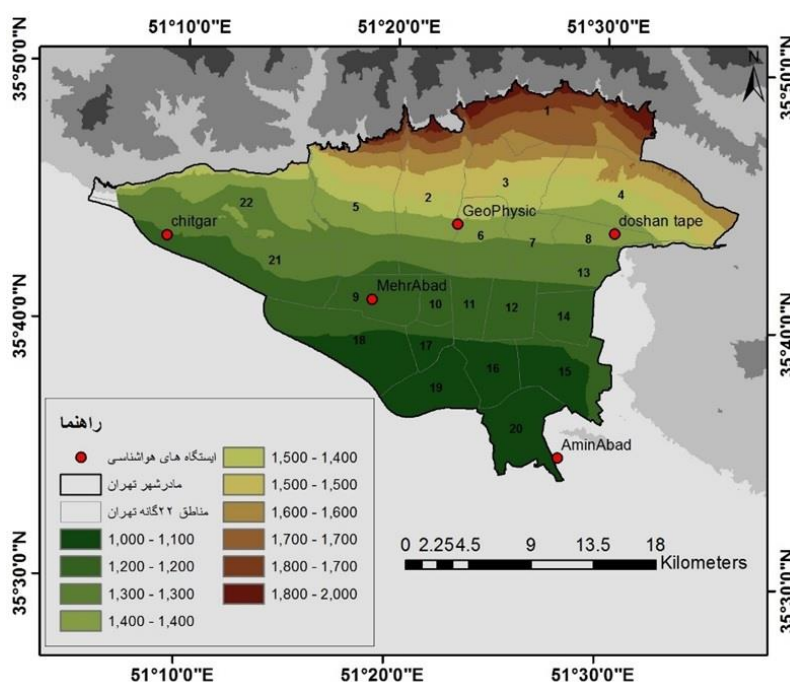 51°10'0"E 51°20'0"E 51°30'0"E
35°50'0"N 35°50'0"N
N
1
22 5 2 3 4
chitgar GeoPhysic doshan tape
6 7 8
21 13
MehrAbad
9 10 11 12 14
35°40'0"N 35°40'0"N
18 17 16 15
19
20
AminAbad
راهنما
ایستگاه های هواشناسی
مادرشهر تهران
مناطق ۲۲گانه تهران
1,000 - 1,100
1,200 - 1,200
1,300 - 1,300
1,400 - 1,400
1,500 - 1,400
1,500 - 1,500
1,600 - 1,600
1,700 - 1,700
1,800 - 1,700
1,800 - 2,000
0 2.25 4.5 9 13.5 18
Kilometers
35°30'0"N 35°30'0"N
51°10'0"E 51°20'0"E 51°30'0"E